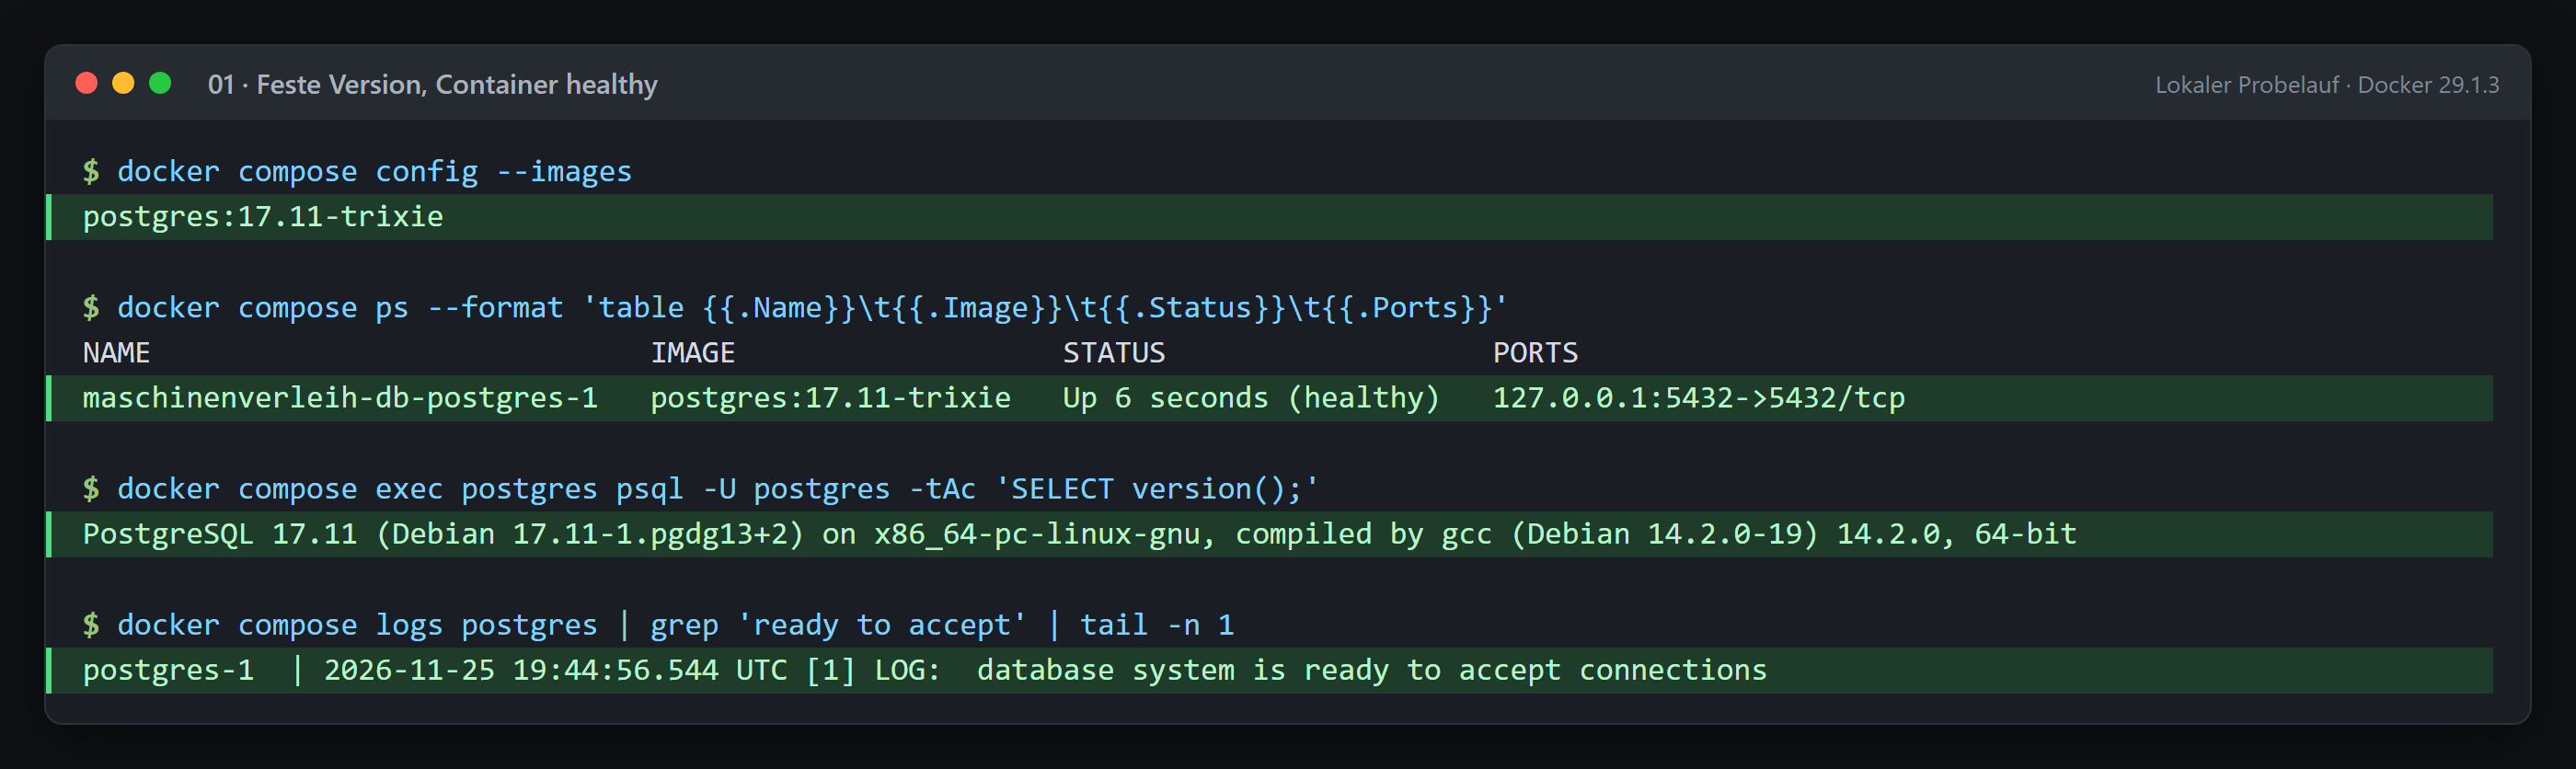 01 · Feste Version, Container healthy
Lokaler Probelauf · Docker 29.1.3
$ docker compose config --images
postgres:17.11-trixie
$ docker compose ps --format 'table {{.Name}}\t{{.Image}}\t{{.Status}}\t{{.Ports}}'
NAME                             IMAGE                   STATUS                   PORTS
maschinenverleih-db-postgres-1   postgres:17.11-trixie   Up 6 seconds (healthy)   127.0.0.1:5432->5432/tcp
$ docker compose exec postgres psql -U postgres -tAc 'SELECT version();'
PostgreSQL 17.11 (Debian 17.11-1.pgdg13+2) on x86_64-pc-linux-gnu, compiled by gcc (Debian 14.2.0-19) 14.2.0, 64-bit
$ docker compose logs postgres | grep 'ready to accept' | tail -n 1
postgres-1  | 2026-11-25 19:44:56.544 UTC [1] LOG:  database system is ready to accept connections